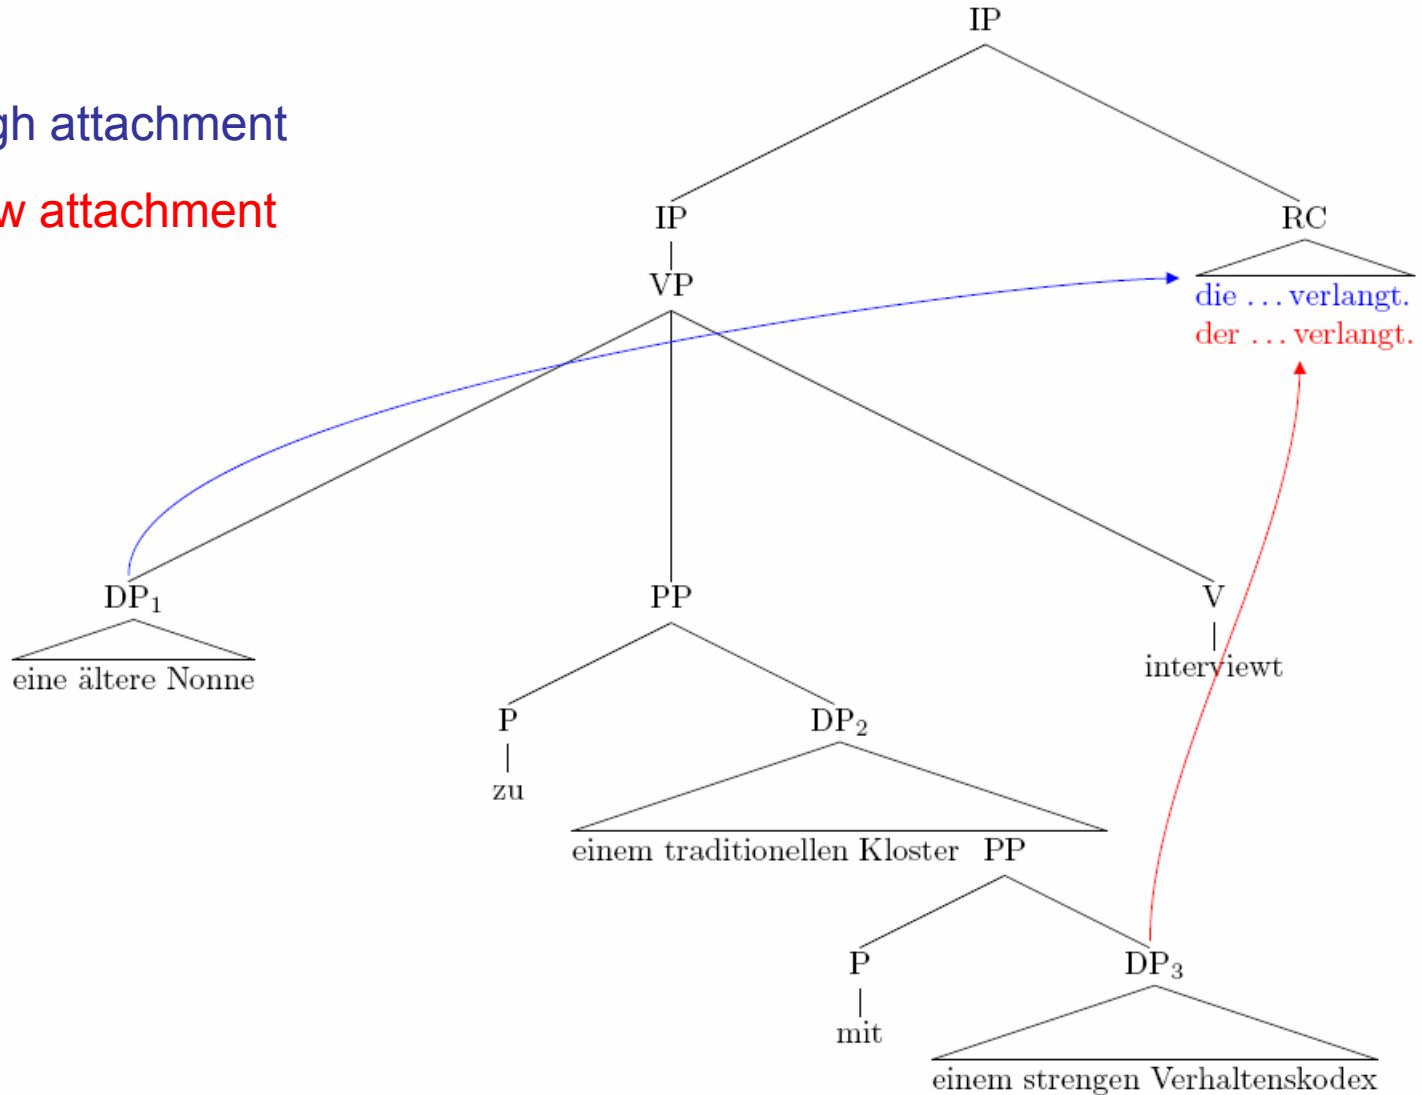 IP
gh attachment
w attachment
IP RC
VP
die ... verlangt.
der ... verlangt.
DP₁ PP V
eine ältere Nonne interviewt
P DP₂
zu
einem traditionellen Kloster PP
P DP₃
mit
einem strengen Verhaltenskodex